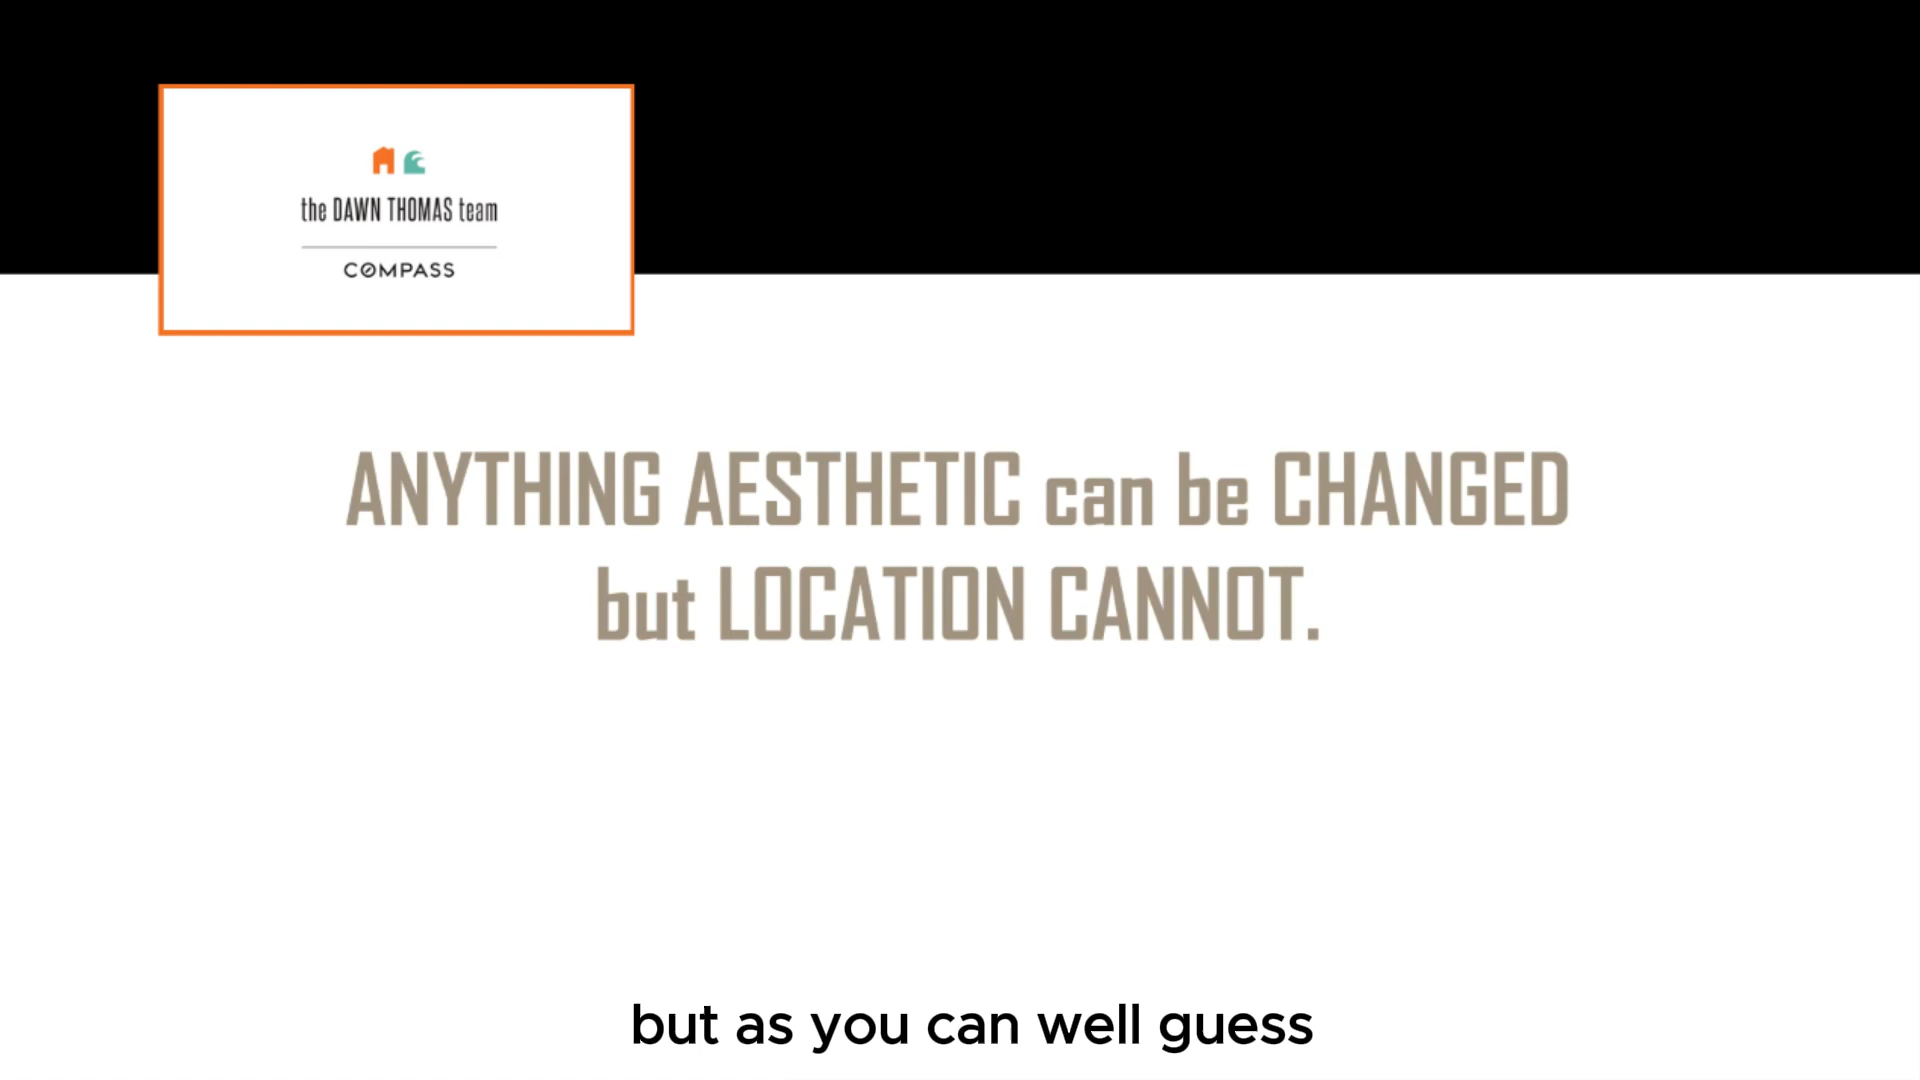 the DAWN THOMAS team
COMPASS
ANYTHING AESTHETIC can be CHANGED
but LOCATION CANNOT.
but as you can well guess